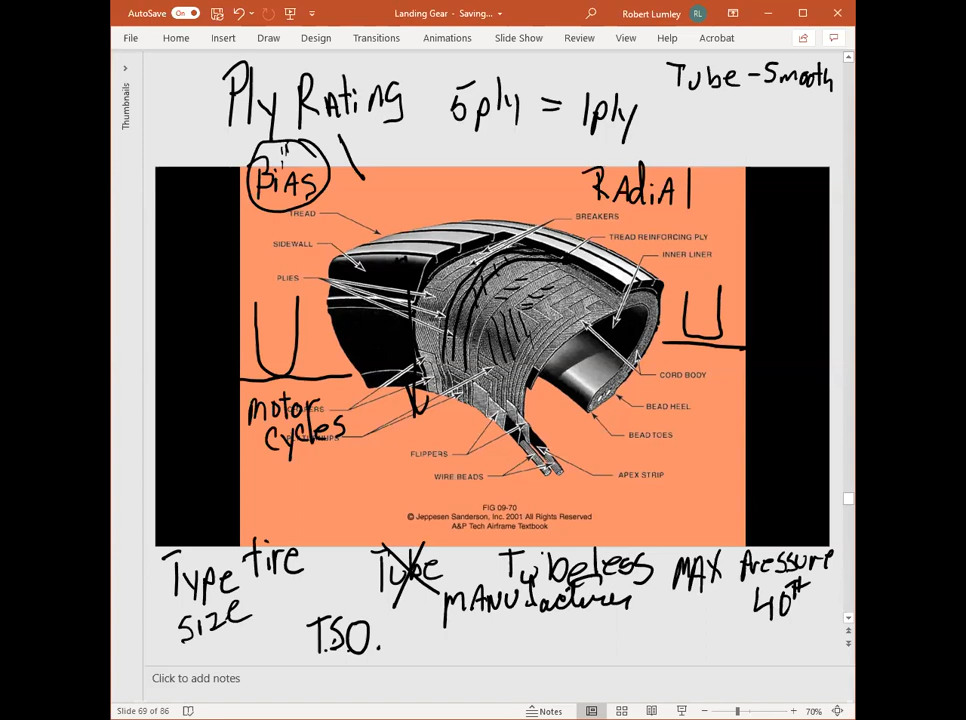 AutoSave On Landing Gear - Saving... Robert Lumley RL
File Home Insert Draw Design Transitions Animations Slide Show Review View Help Acrobat
Thumbnails
Ply Rating 5ply = 1ply
Tube - Smooth
BiAS
RAdiAl
TREAD
BREAKERS
SIDEWALL
TREAD REINFORCING PLY
INNER LINER
PLIES
U
U
CORD BODY
motor
cycles
BEAD HEEL
BEAD TOES
FLIPPERS
WIRE BEADS
APEX STRIP
FIG 09-70
© Jeppesen Sanderson, Inc. 2001 All Rights Reserved
A&P Tech Airframe Textbook
Type tire Tube Tubeless MAX Pressure
size MANufacturer 40#
T.S.O.
Click to add notes
Slide 69 of 86 Notes 70%